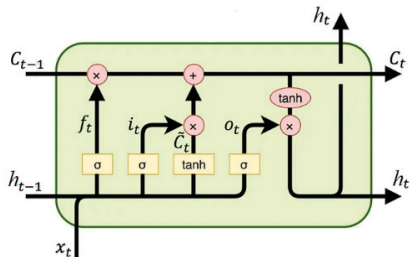 h_t
C_{t-1} × + C_t
tanh
f_t i_t × o_t ×
C̃_t
σ σ tanh σ
h_{t-1} h_t
x_t